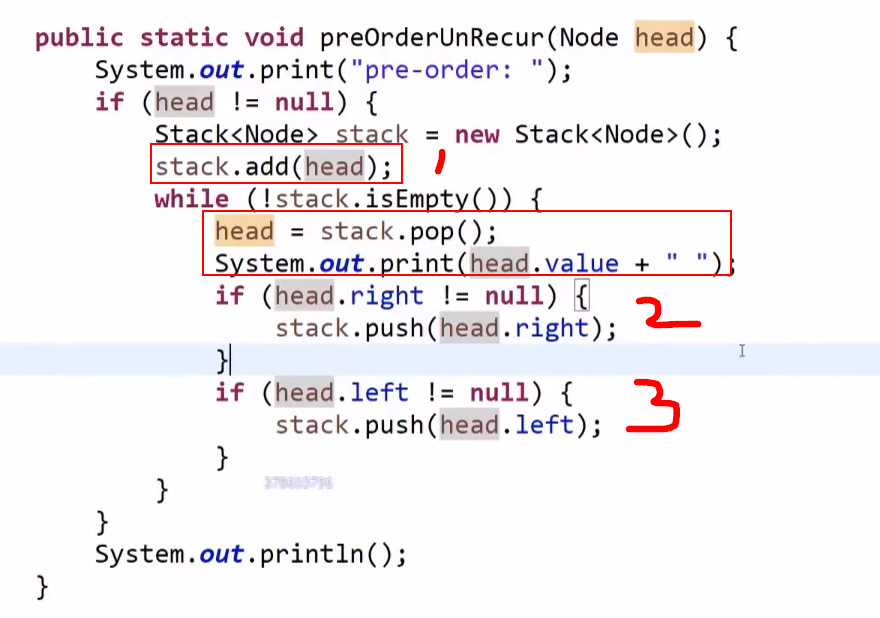 public static void preOrderUnRecur(Node head) {
System.out.print("pre-order: ");
if (head != null) {
Stack<Node> stack = new Stack<Node>();
stack.add(head); 1
while (!stack.isEmpty()) {
head = stack.pop();
System.out.print(head.value + " ");
if (head.right != null) {
stack.push(head.right); 2
}
if (head.left != null) {
stack.push(head.left); 3
}
}
}
System.out.println();
}